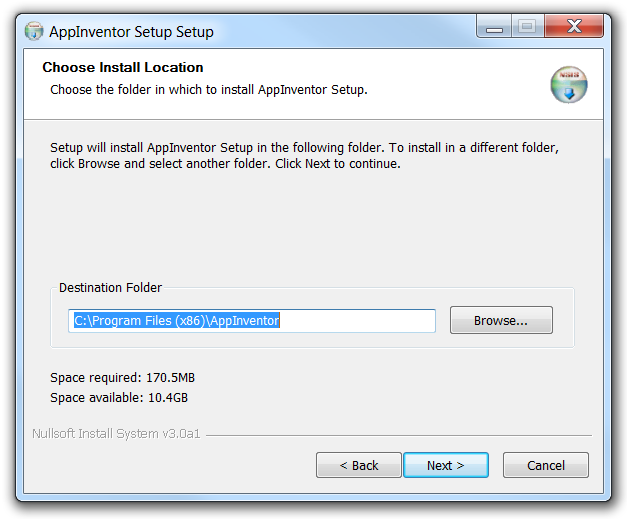 AppInventor Setup Setup
Choose Install Location
Choose the folder in which to install AppInventor Setup.
Setup will install AppInventor Setup in the following folder. To install in a different folder,
click Browse and select another folder. Click Next to continue.
Destination Folder
C:\Program Files (x86)\AppInventor
Browse...
Space required: 170.5MB
Space available: 10.4GB
Nullsoft Install System v3.0a1
< Back
Next >
Cancel